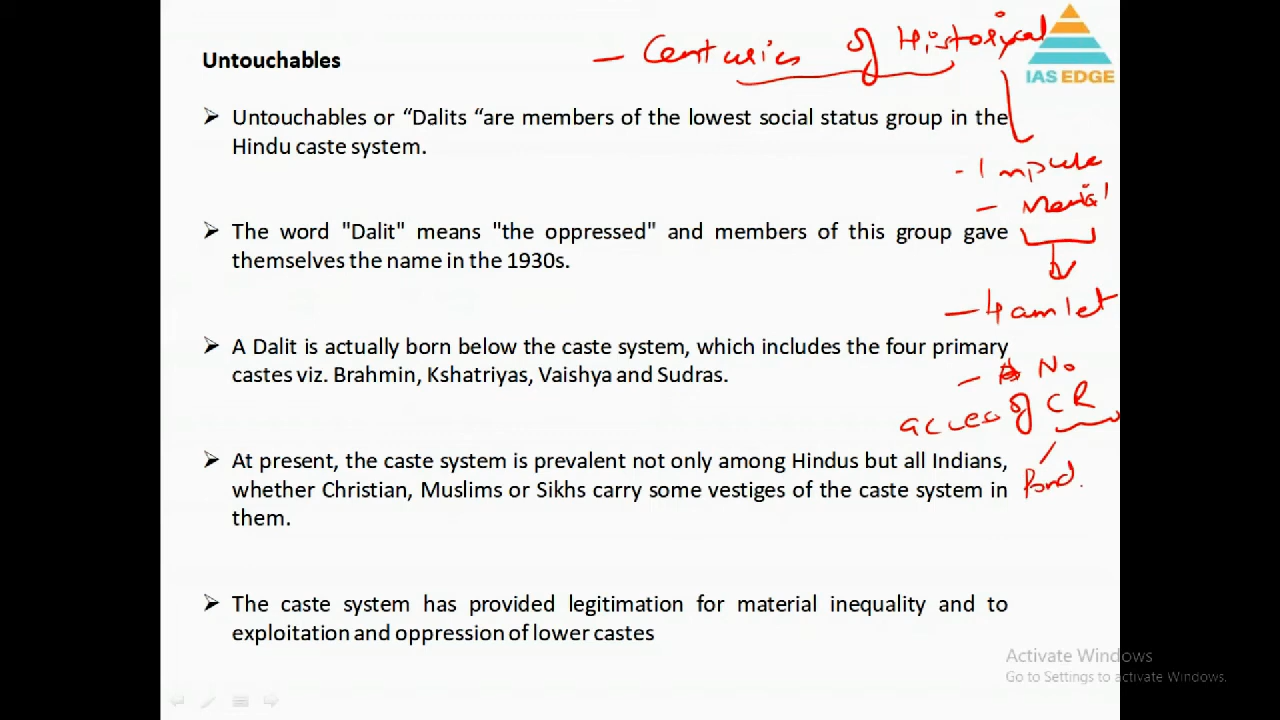 Untouchables
- Centuries of Historical
IAS EDGE
➢ Untouchables or “Dalits “are members of the lowest social status group in the
Hindu caste system.
- Impure
- Menial
➢ The word "Dalit" means "the oppressed" and members of this group gave
themselves the name in the 1930s.
- Hamlet
➢ A Dalit is actually born below the caste system, which includes the four primary
castes viz. Brahmin, Kshatriyas, Vaishya and Sudras.
- No
access of CR
➢ At present, the caste system is prevalent not only among Hindus but all Indians,
whether Christian, Muslims or Sikhs carry some vestiges of the caste system in
them.
Pond.
➢ The caste system has provided legitimation for material inequality and to
exploitation and oppression of lower castes
Activate Windows
Go to Settings to activate Windows.